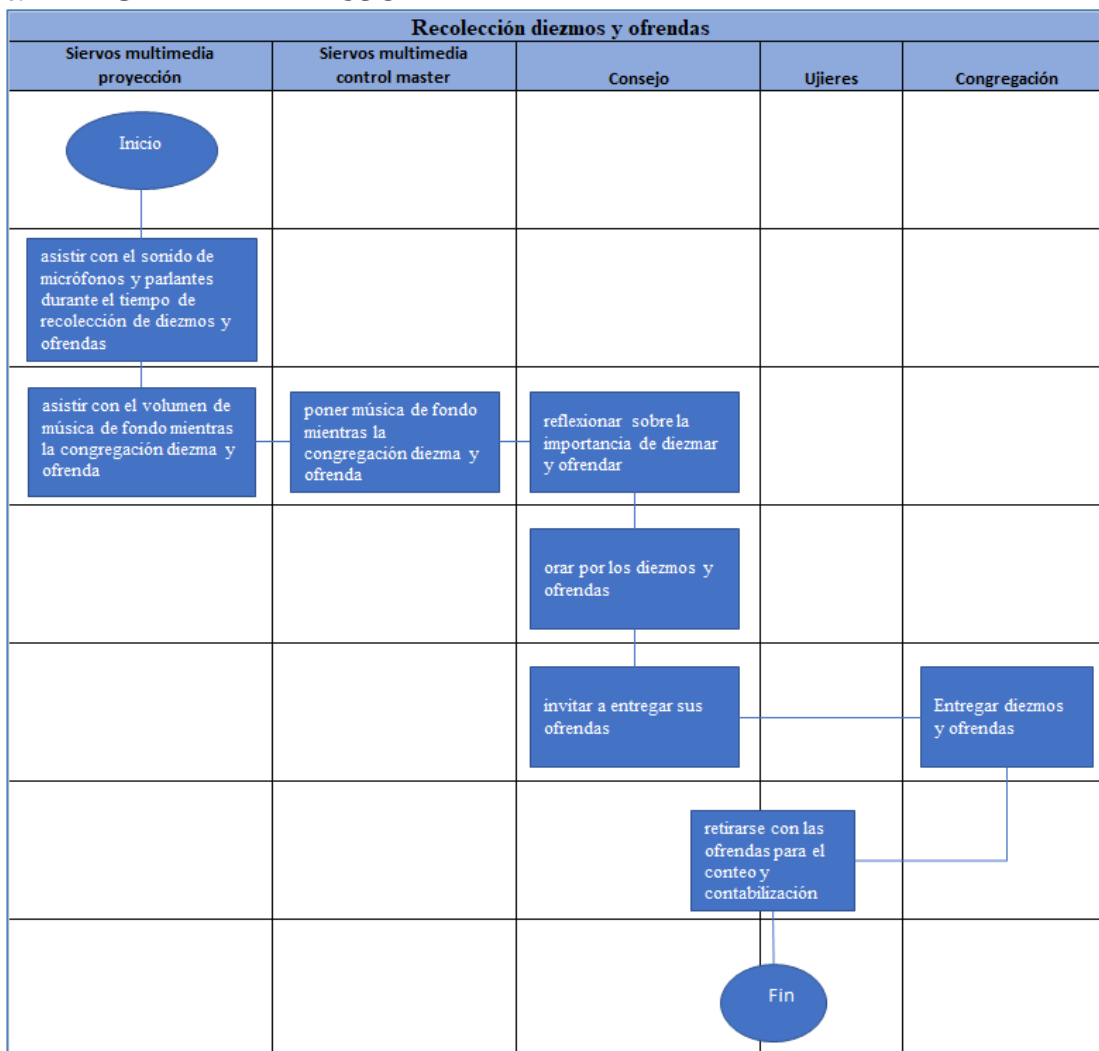 Recolección diezmos y ofrendas
Siervos multimedia
proyección
Siervos multimedia
control master
Consejo
Ujieres
Congregación
Inicio
asistir con el sonido de
micrófonos y parlantes
durante el tiempo de
recolección de diezmos y
ofrendas
asistir con el volumen de
música de fondo mientras
la congregación diezma y
ofrenda
poner música de fondo
mientras la
congregación diezma y
ofrenda
reflexionar sobre la
importancia de diezmar
y ofrendar
orar por los diezmos y
ofrendas
invitar a entregar sus
ofrendas
Entregar diezmos
y ofrendas
retirarse con las
ofrendas para el
conteo y
contabilización
Fin